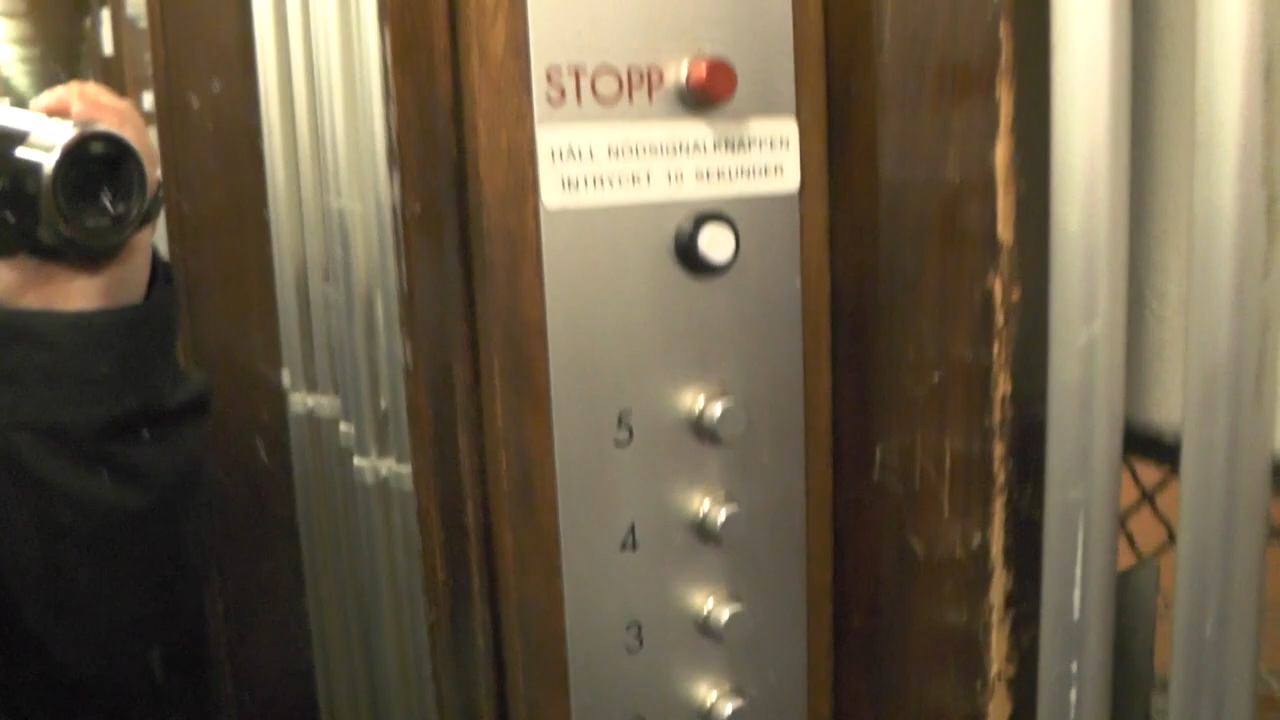 STOPP
HÅLL NÖDSIGNALKNAPPEN
INTRYCKT 10 SEKUNDER
5
4
3